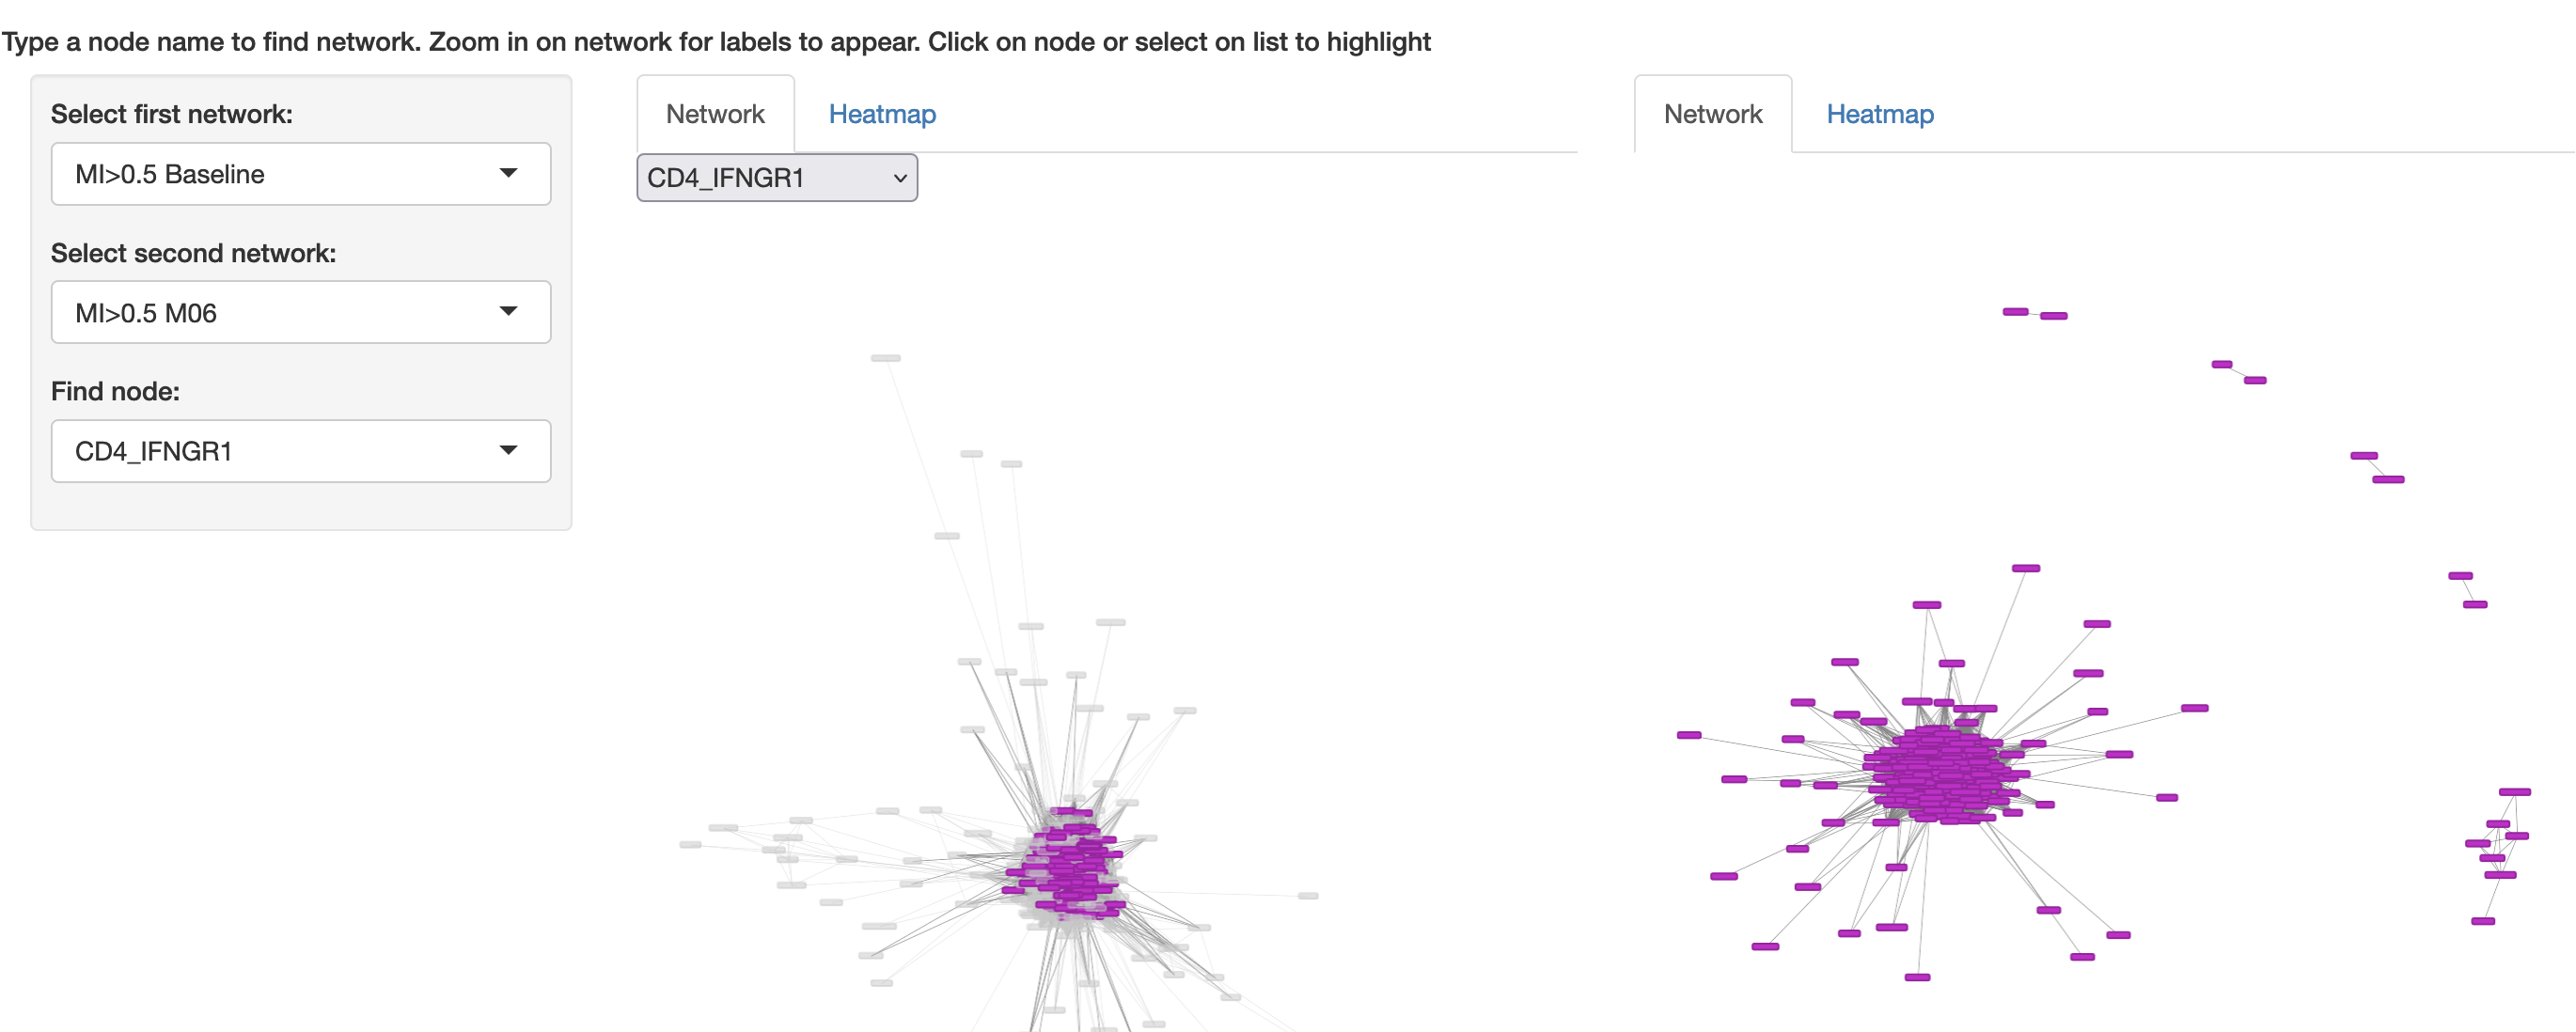 Type a node name to find network. Zoom in on network for labels to appear. Click on node or select on list to highlight
Select first network:
MI>0.5 Baseline
Select second network:
MI>0.5 M06
Find node:
CD4_IFNGR1
Network
Heatmap
CD4_IFNGR1
Network
Heatmap